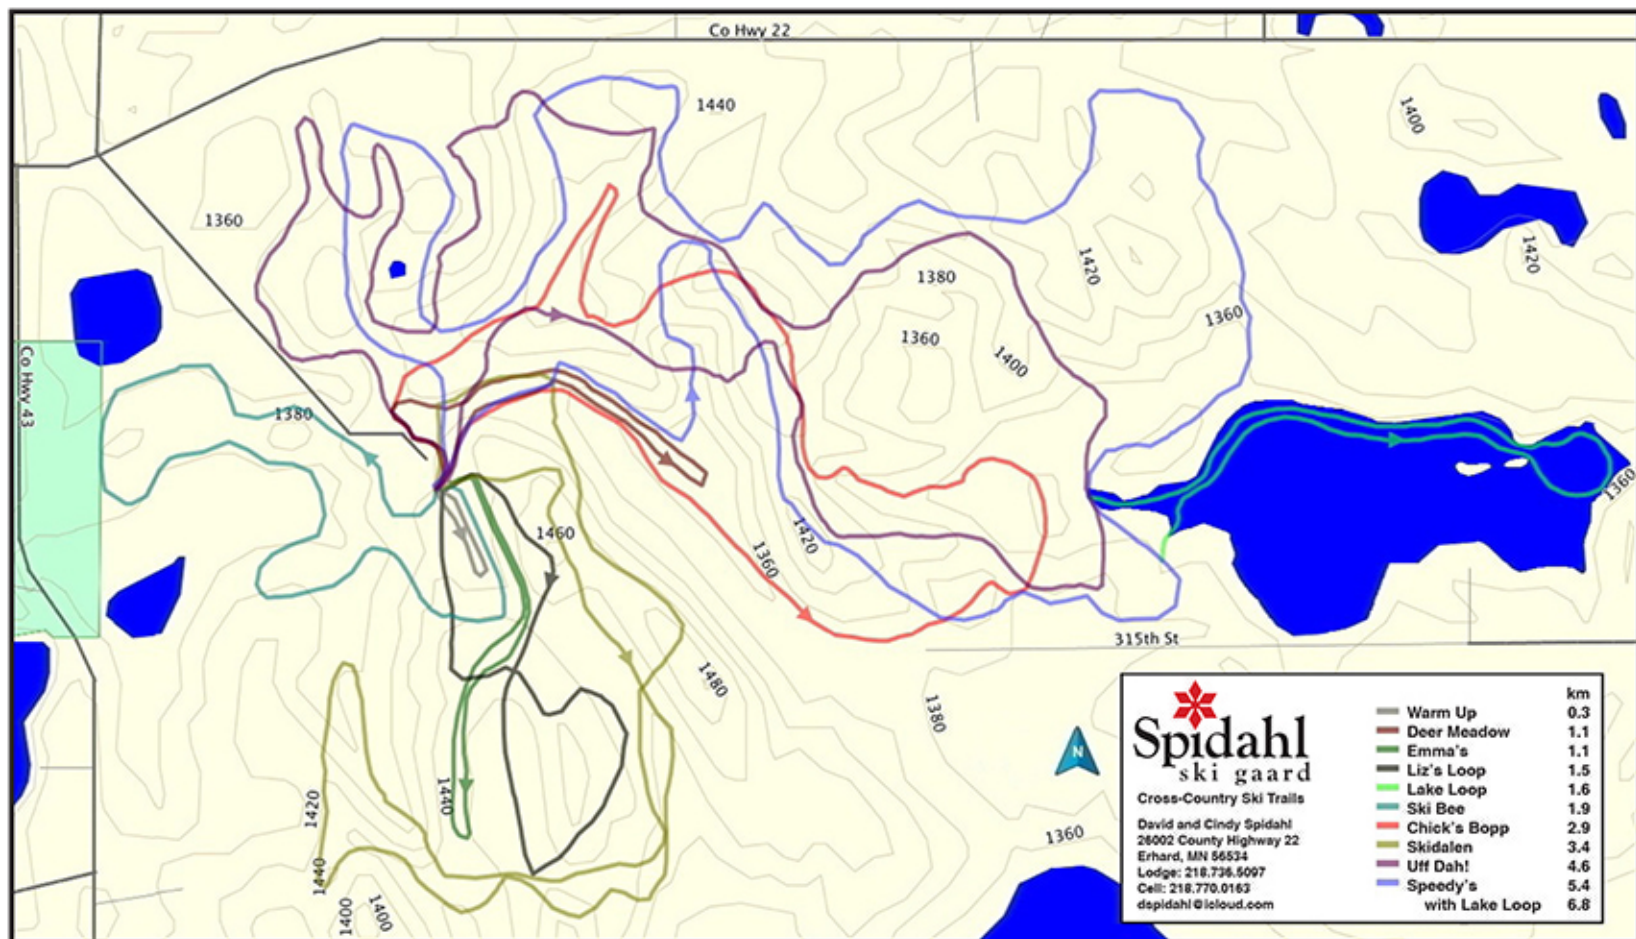 Co Hwy 22
1440
1400
1360
1420
1420
1380
1360
1360
1400
Co Hwy 43
1380
1360
1460
1420
1360
315th St
1480
1380
1440
1420
1360
1440
1400
1400
N
Spidahl
ski gaard
Cross-Country Ski Trails
David and Cindy Spidahl
26002 County Highway 22
Erhard, MN 56534
Lodge: 218.736.5097
Cell: 218.770.0163
dspidahl@icloud.com
km
Warm Up 0.3
Deer Meadow 1.1
Emma's 1.1
Liz's Loop 1.5
Lake Loop 1.6
Ski Bee 1.9
Chick's Bopp 2.9
Skidalen 3.4
Uff Dah! 4.6
Speedy's 5.4
with Lake Loop 6.8